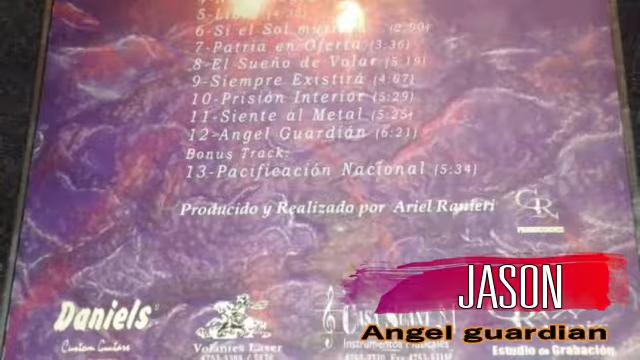 5-Libre (4:30)
6-Si el Sol muriera
7-Patria en Oferta (3:36)
8-El Sueño de Volar (5:19)
9-Siempre Existirá (4:07)
10-Prisión Interior (5:29)
11-Siente al Metal (5:25)
12-Angel Guardián (6:21)
Bonus Track:
13-Pacificación Nacional (5:34)
Producido y Realizado por Ariel Ranieri
PRODUCCIONES
Daniels
Custom Guitars
Volantes Laser
Instrumentos Musicales
Estudio de Grabación
JASON
Angel guardian